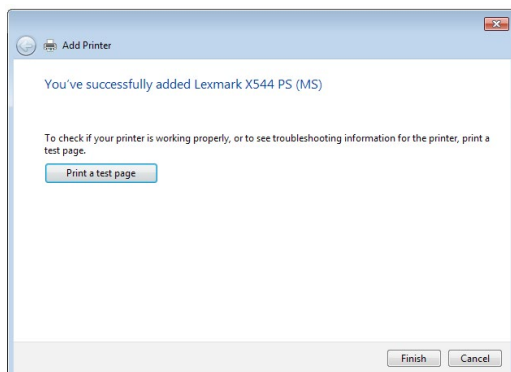 Add Printer
You've successfully added Lexmark X544 PS (MS)
To check if your printer is working properly, or to see troubleshooting information for the printer, print a
test page.
Print a test page
Finish
Cancel